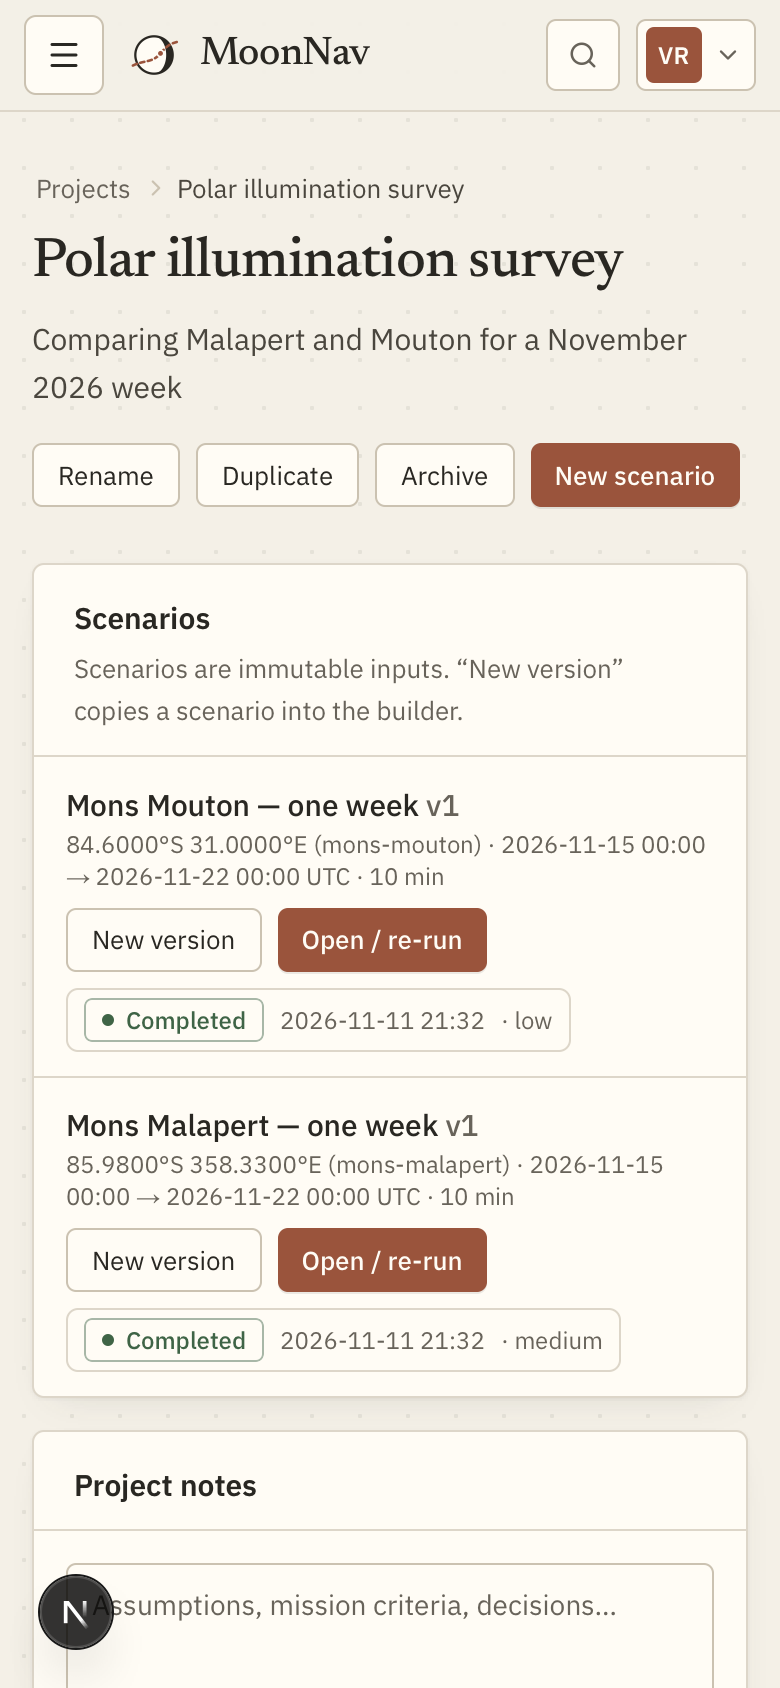 MoonNav
VR
Projects > Polar illumination survey
Polar illumination survey
Comparing Malapert and Mouton for a November
2026 week
Rename Duplicate Archive New scenario
Scenarios
Scenarios are immutable inputs. “New version”
copies a scenario into the builder.
Mons Mouton — one week v1
84.6000°S 31.0000°E (mons-mouton) · 2026-11-15 00:00
→ 2026-11-22 00:00 UTC · 10 min
New version Open / re-run
Completed 2026-11-11 21:32 · low
Mons Malapert — one week v1
85.9800°S 358.3300°E (mons-malapert) · 2026-11-15
00:00 → 2026-11-22 00:00 UTC · 10 min
New version Open / re-run
Completed 2026-11-11 21:32 · medium
Project notes
N
Assumptions, mission criteria, decisions...